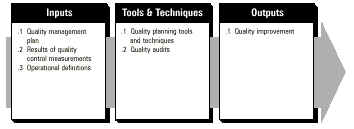 Inputs
.1 Quality management
plan
.2 Results of quality
control measurements
.3 Operational definitions
Tools & Techniques
.1 Quality planning tools
and techniques
.2 Quality audits
Outputs
.1 Quality improvement